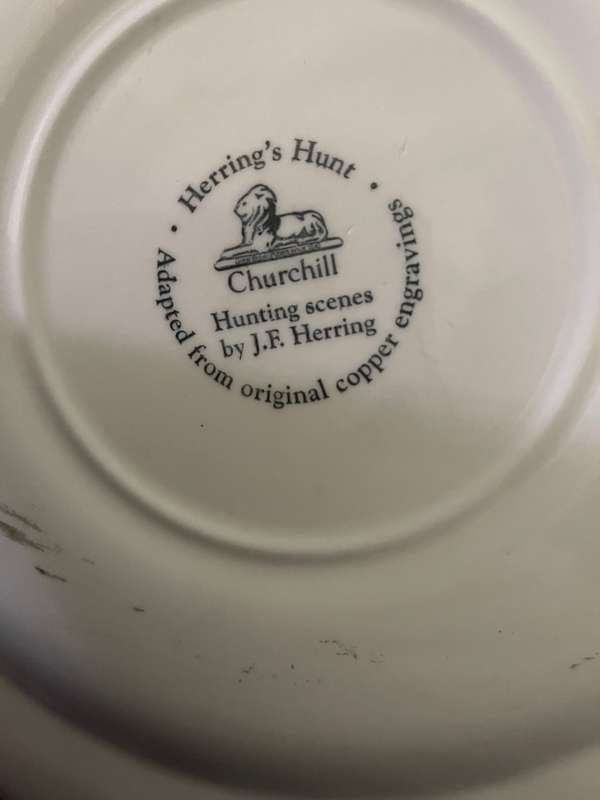 Herring's Hunt
Churchill
Hunting scenes
by J.F. Herring
Adapted from original copper engravings